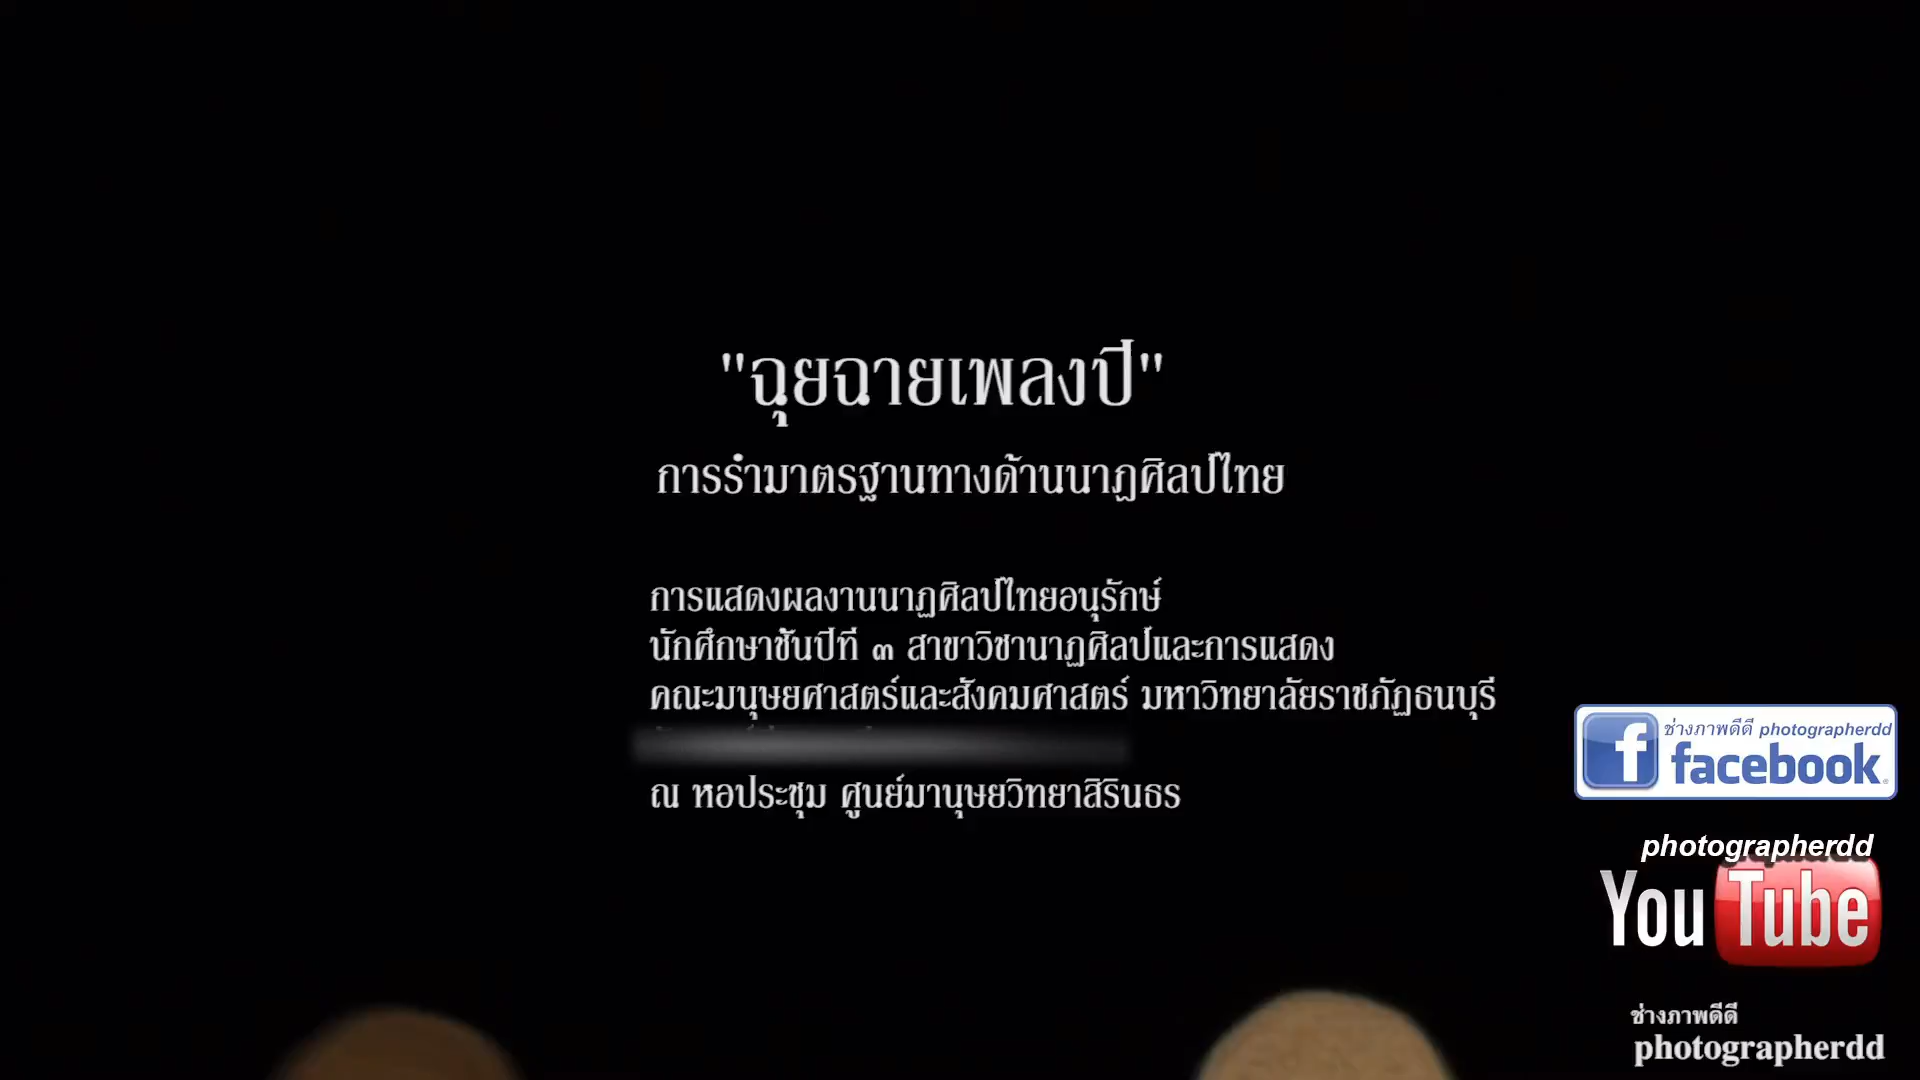 "ฉุยฉายเพลงปี่"
การรำมาตรฐานทางด้านนาฏศิลป์ไทย
การแสดงผลงานนาฏศิลป์ไทยอนุรักษ์
นักศึกษาชั้นปีที่ ๓ สาขาวิชานาฏศิลป์และการแสดง
คณะมนุษยศาสตร์และสังคมศาสตร์ มหาวิทยาลัยราชภัฏธนบุรี
ณ หอประชุม ศูนย์มานุษยวิทยาสิรินธร
ช่างภาพดีดี photographerdd
facebook
photographerdd
YouTube
ช่างภาพดีดี
photographerdd